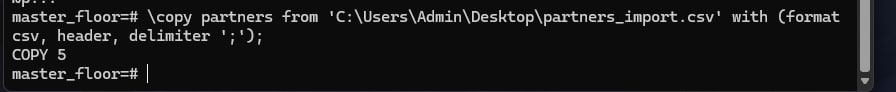 master_floor=# \copy partners from 'C:\Users\Admin\Desktop\partners_import.csv' with (format
csv, header, delimiter ';');
COPY 5
master_floor=#